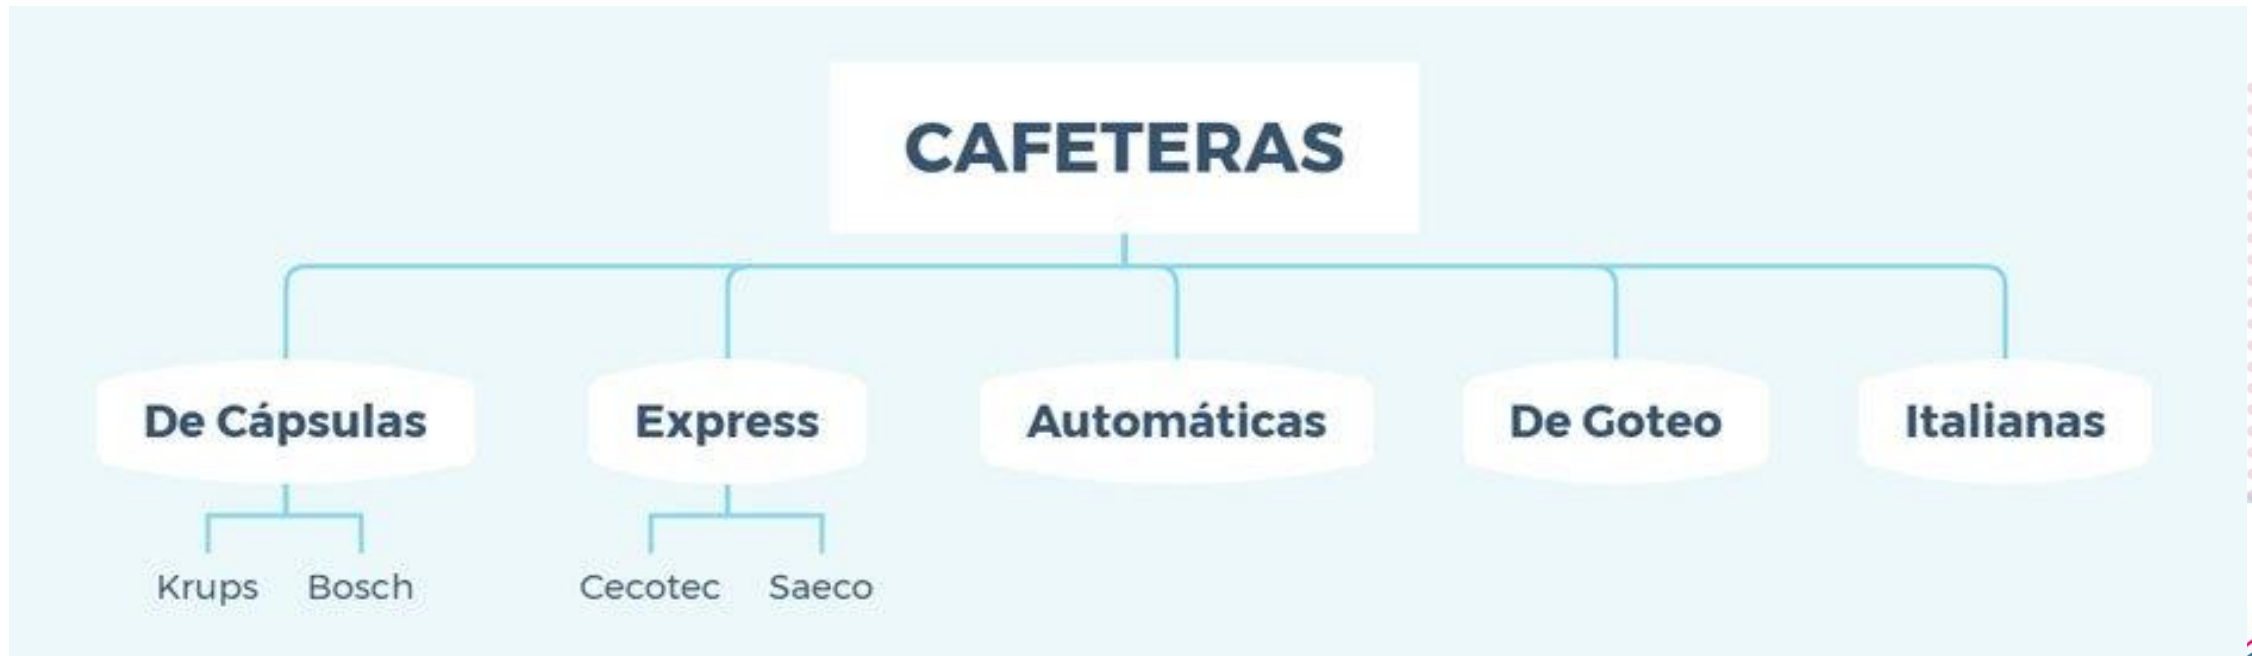 CAFETERAS
De Cápsulas Express Automáticas De Goteo Italianas
Krups Bosch Cecotec Saeco